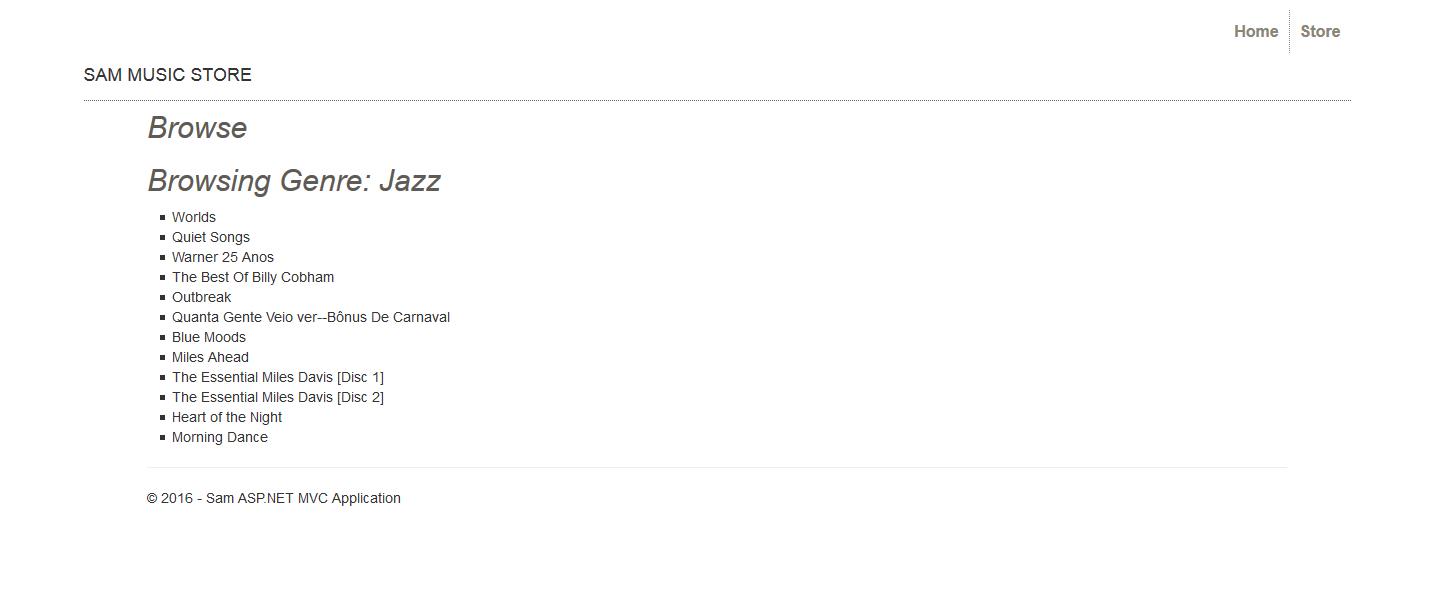 Home
Store
SAM MUSIC STORE
Browse
Browsing Genre: Jazz
Worlds
Quiet Songs
Warner 25 Anos
The Best Of Billy Cobham
Outbreak
Quanta Gente Veio ver--Bônus De Carnaval
Blue Moods
Miles Ahead
The Essential Miles Davis [Disc 1]
The Essential Miles Davis [Disc 2]
Heart of the Night
Morning Dance
© 2016 - Sam ASP.NET MVC Application